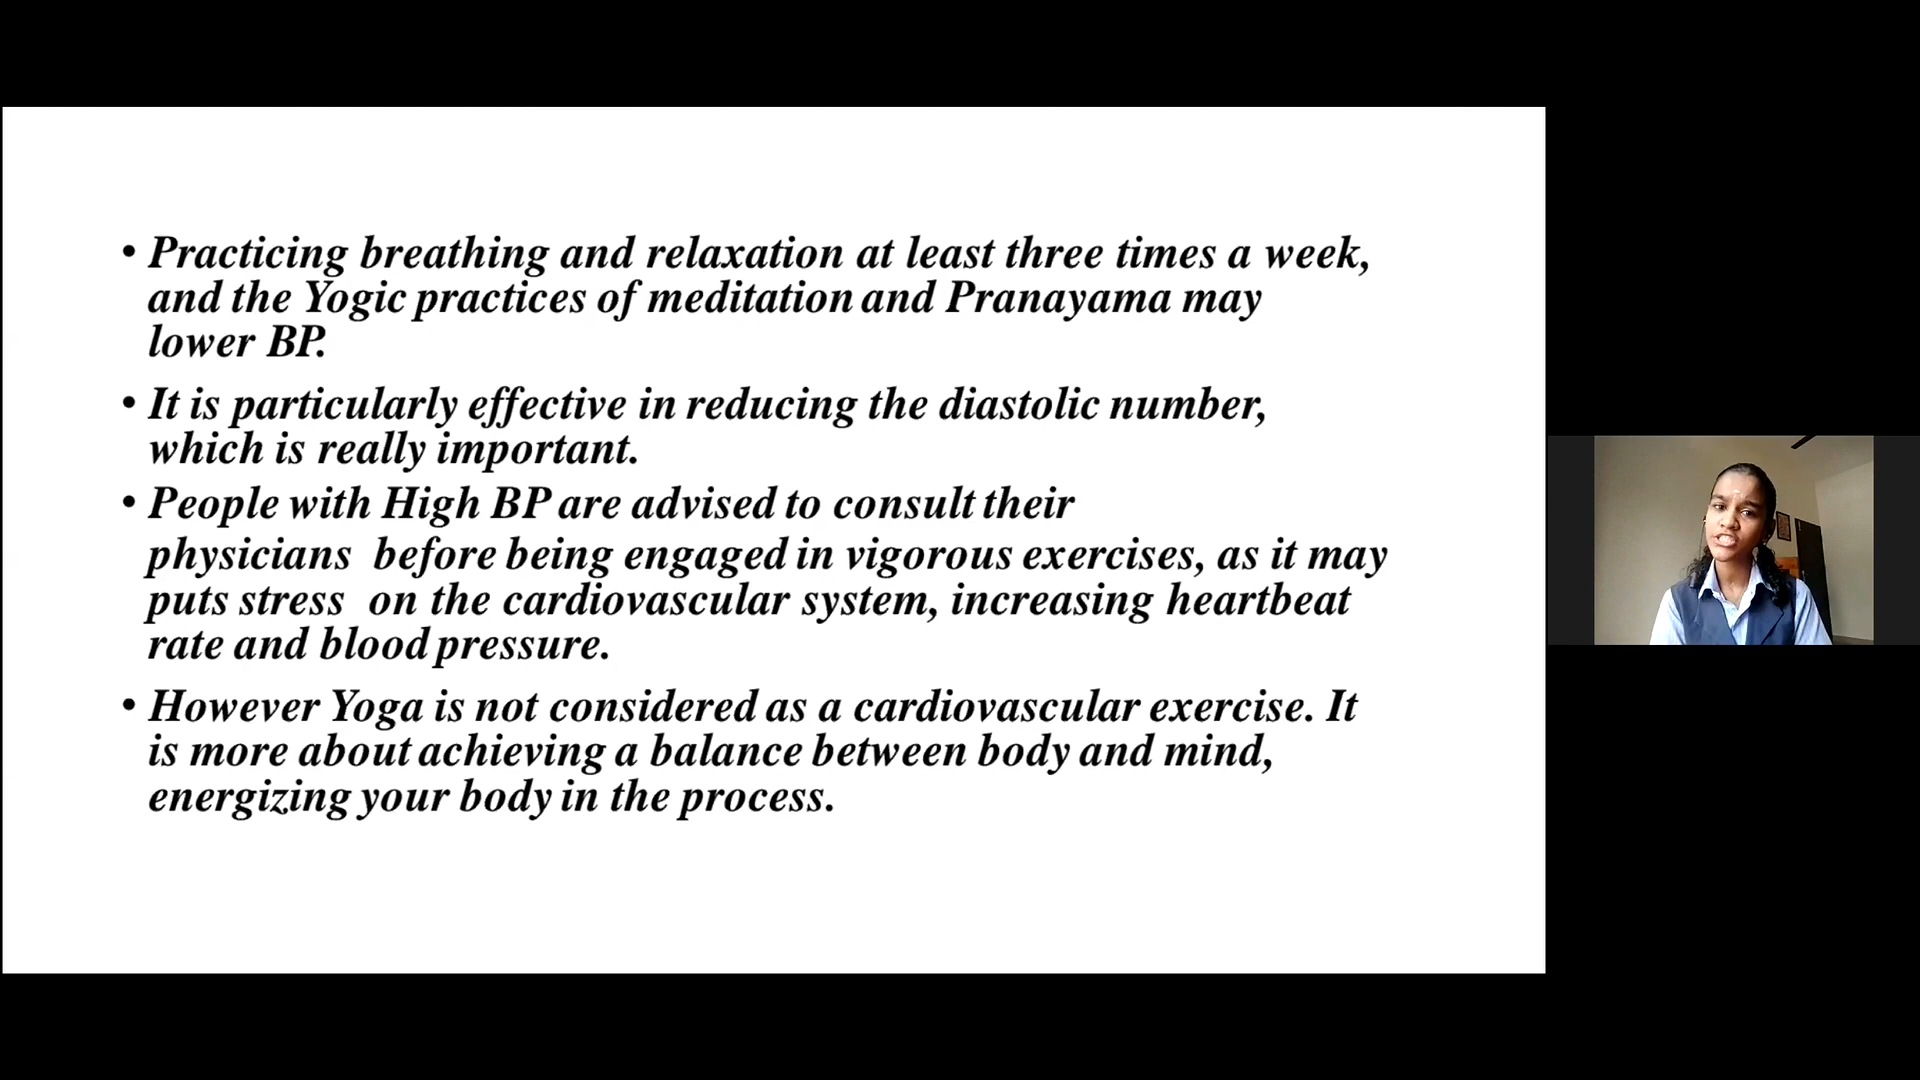 • Practicing breathing and relaxation at least three times a week,
and the Yogic practices of meditation and Pranayama may
lower BP.
• It is particularly effective in reducing the diastolic number,
which is really important.
• People with High BP are advised to consult their
physicians before being engaged in vigorous exercises, as it may
puts stress on the cardiovascular system, increasing heartbeat
rate and blood pressure.
• However Yoga is not considered as a cardiovascular exercise. It
is more about achieving a balance between body and mind,
energizing your body in the process.